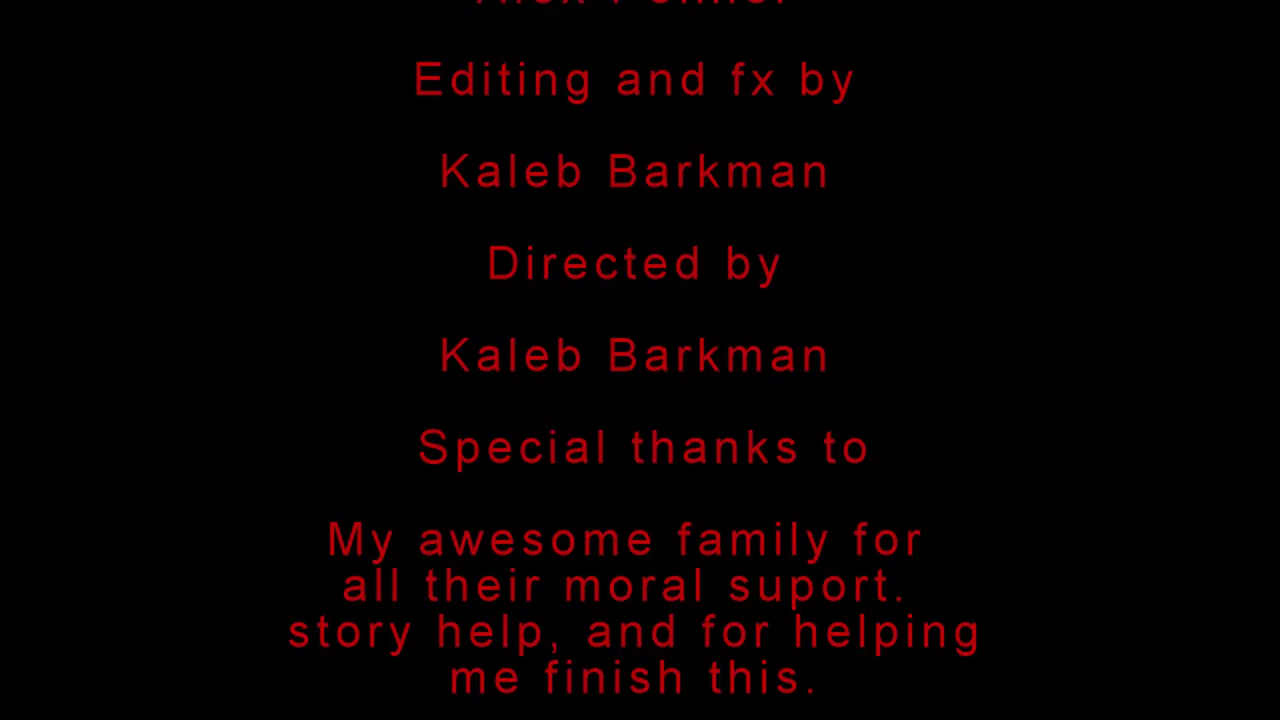 Editing and fx by
Kaleb Barkman
Directed by
Kaleb Barkman
Special thanks to
My awesome family for
all their moral suport.
story help, and for helping
me finish this.